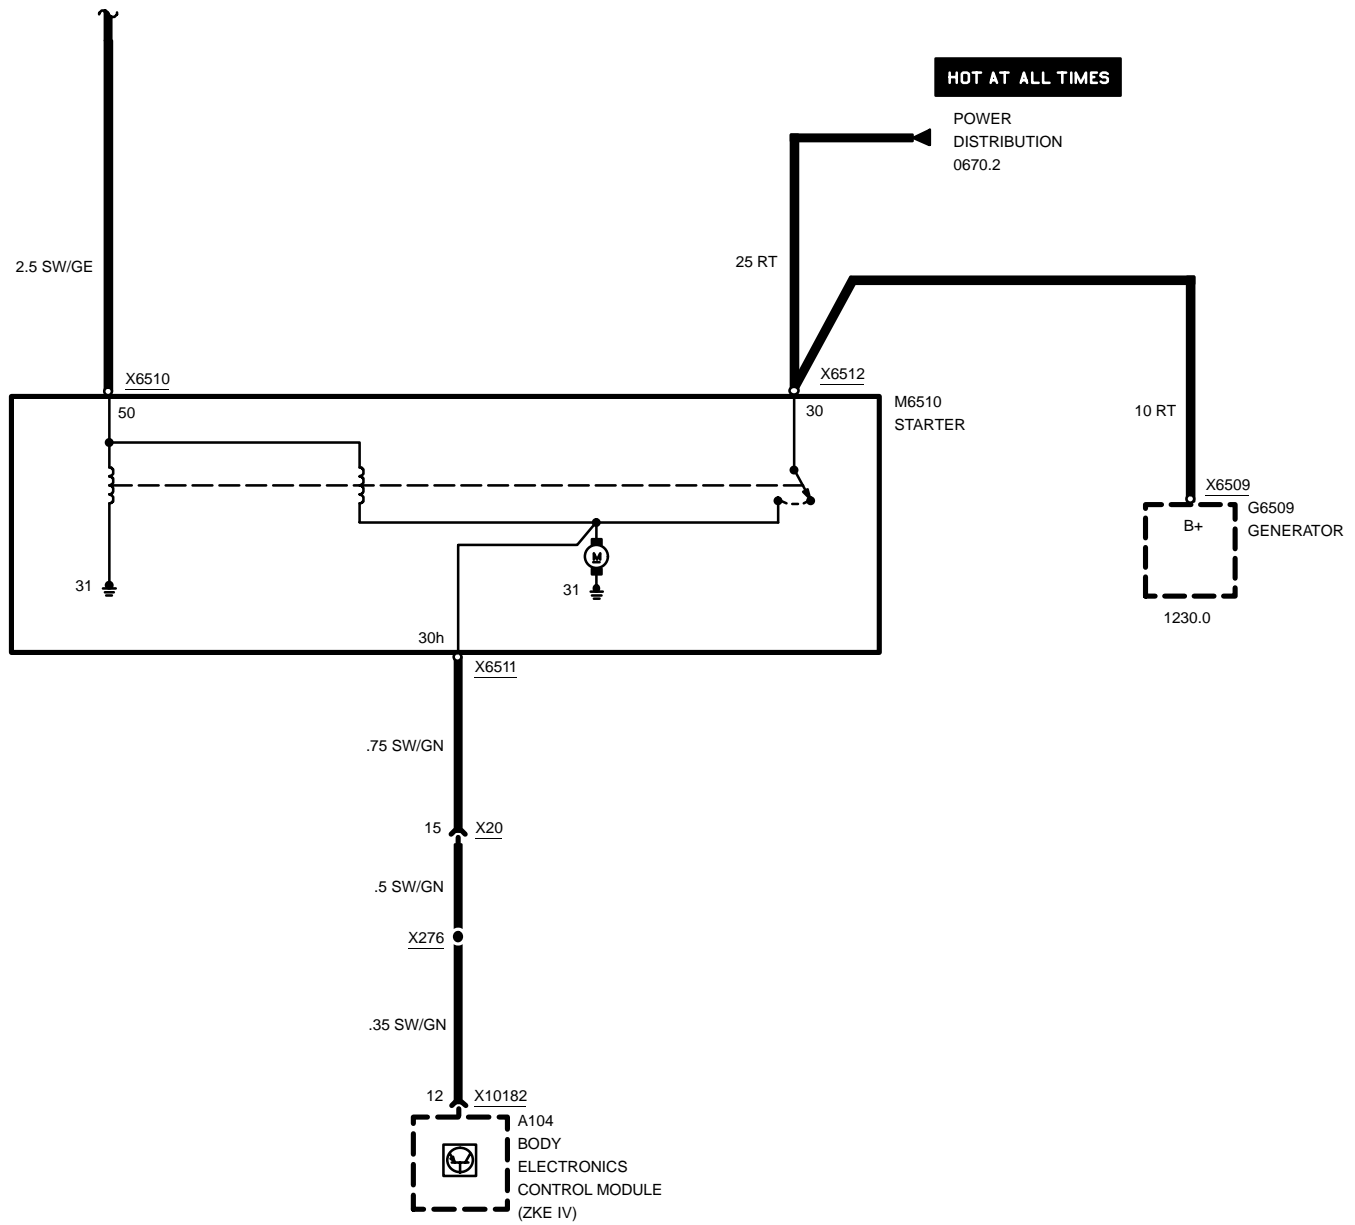 HOT AT ALL TIMES
POWER
DISTRIBUTION
0670.2
2.5 SW/GE
25 RT
X6510
X6512
50
30
M6510
STARTER
10 RT
X6509
G6509
GENERATOR
B+
M
31
31
1230.0
30h
X6511
.75 SW/GN
15
X20
.5 SW/GN
X276
.35 SW/GN
12
X10182
A104
BODY
ELECTRONICS
CONTROL MODULE
(ZKE IV)